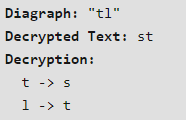 Diagraph: "tl"
Decrypted Text: st
Decryption:
t -> s
l -> t